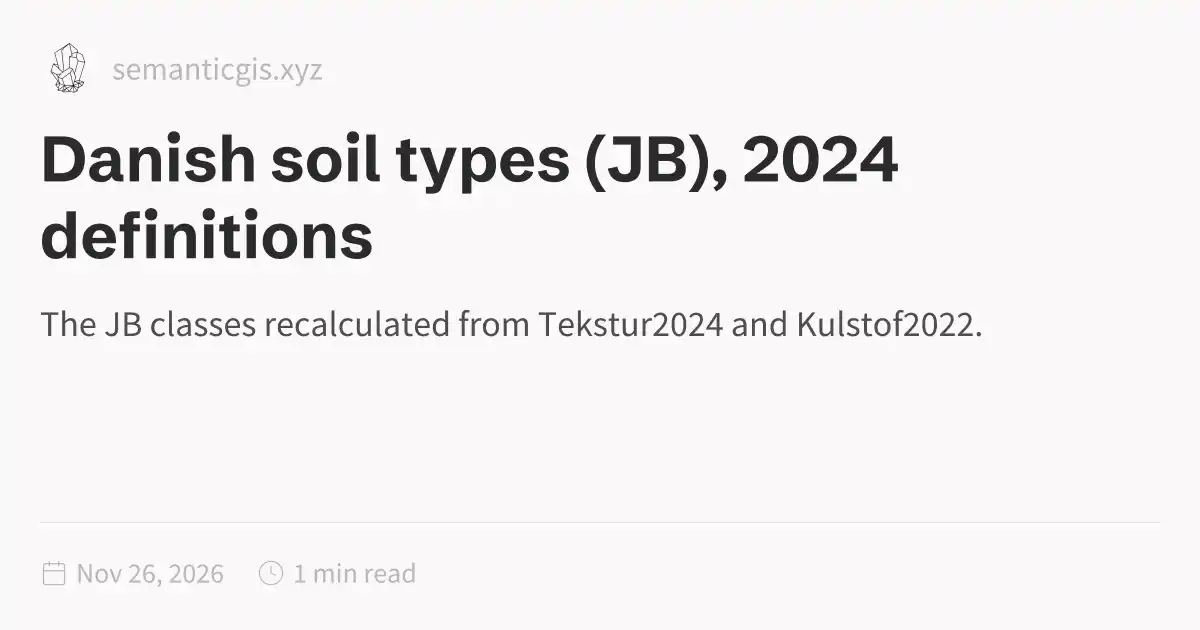 semanticgis.xyz
Danish soil types (JB), 2024
definitions
The JB classes recalculated from Tekstur2024 and Kulstof2022.
Nov 26, 2026 1 min read